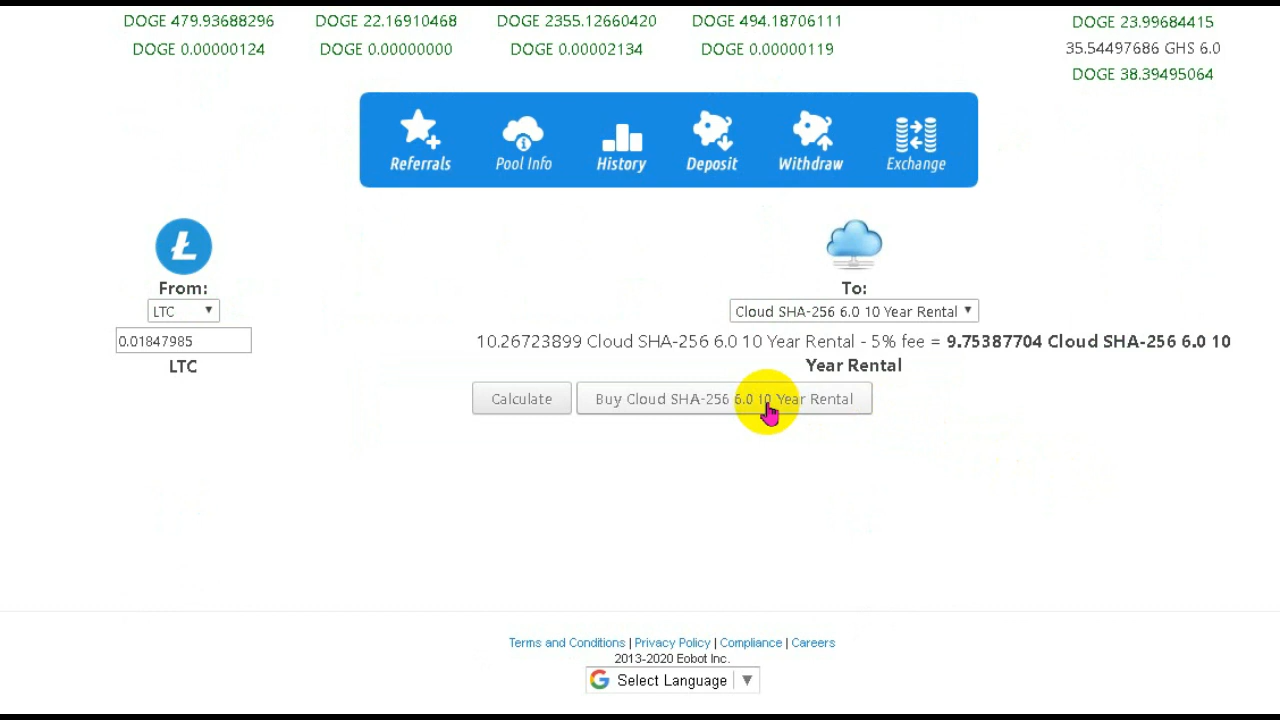 DOGE 479.93688296 DOGE 22.16910468 DOGE 2355.12660420 DOGE 494.18706111 DOGE 23.99684415
DOGE 0.00000124 DOGE 0.00000000 DOGE 0.00002134 DOGE 0.00000119 35.54497686 GHS 6.0
DOGE 38.39495064
Referrals Pool Info History Deposit Withdraw Exchange
From: To:
LTC Cloud SHA-256 6.0 10 Year Rental
0.01847985 10.26723899 Cloud SHA-256 6.0 10 Year Rental - 5% fee = 9.75387704 Cloud SHA-256 6.0 10
LTC Year Rental
Calculate Buy Cloud SHA-256 6.0 10 Year Rental
Terms and Conditions | Privacy Policy | Compliance | Careers
2013-2020 Eobot Inc.
Select Language